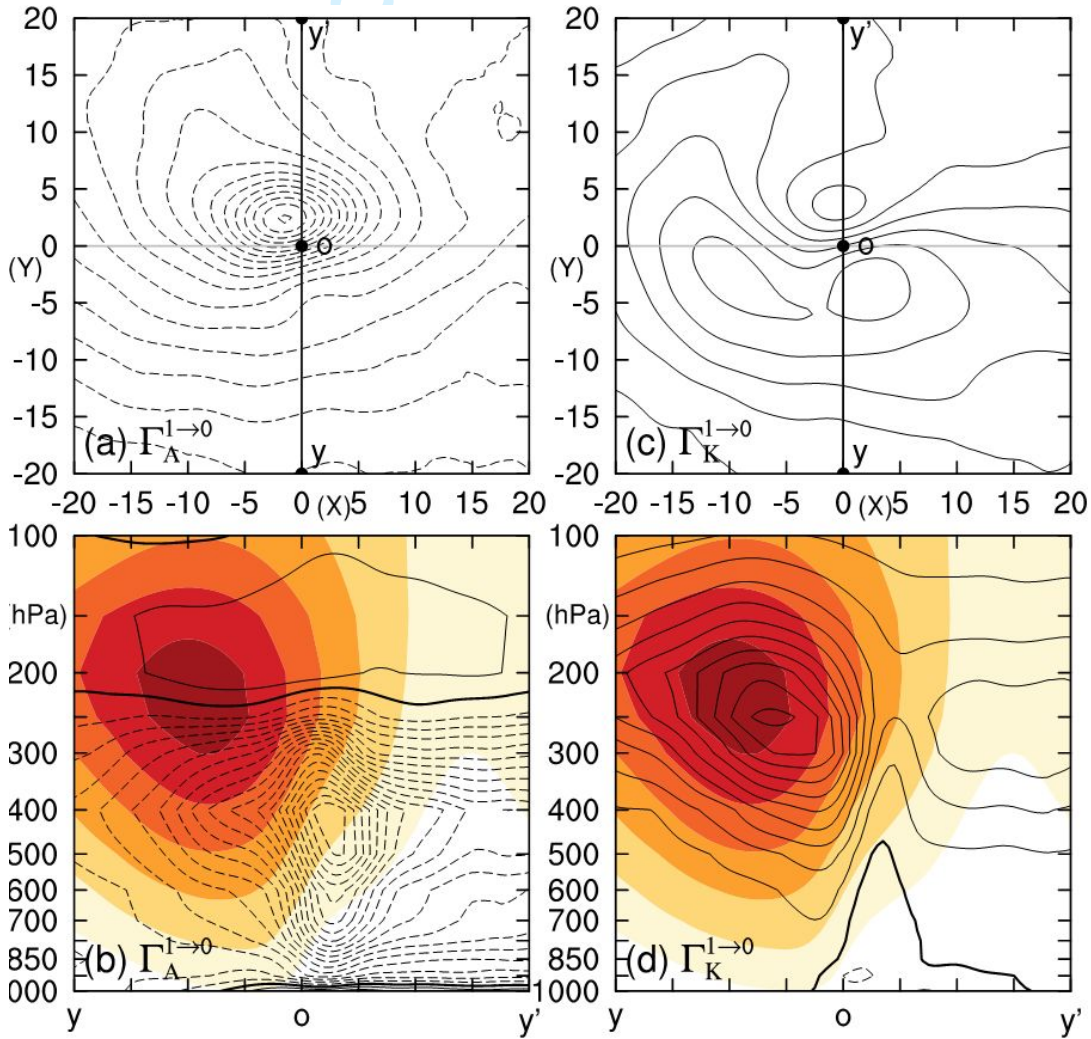 20 y' 20 y'
15 15
10 10
5 5
0 o 0 o
(Y) (Y)
-5 -5
-10 -10
-15 -15
(a) Γ_A^{1→0} y (c) Γ_K^{1→0} y
-20 -20
-20 -15 -10 -5 0 (X) 5 10 15 20 -20 -15 -10 -5 0 (X) 5 10 15 20
100 100
(hPa) (hPa)
200 200
300 300
400 400
500 500
600 600
700 700
850 850
(b) Γ_A^{1→0} (d) Γ_K^{1→0}
000 1000
y o y' y o y'